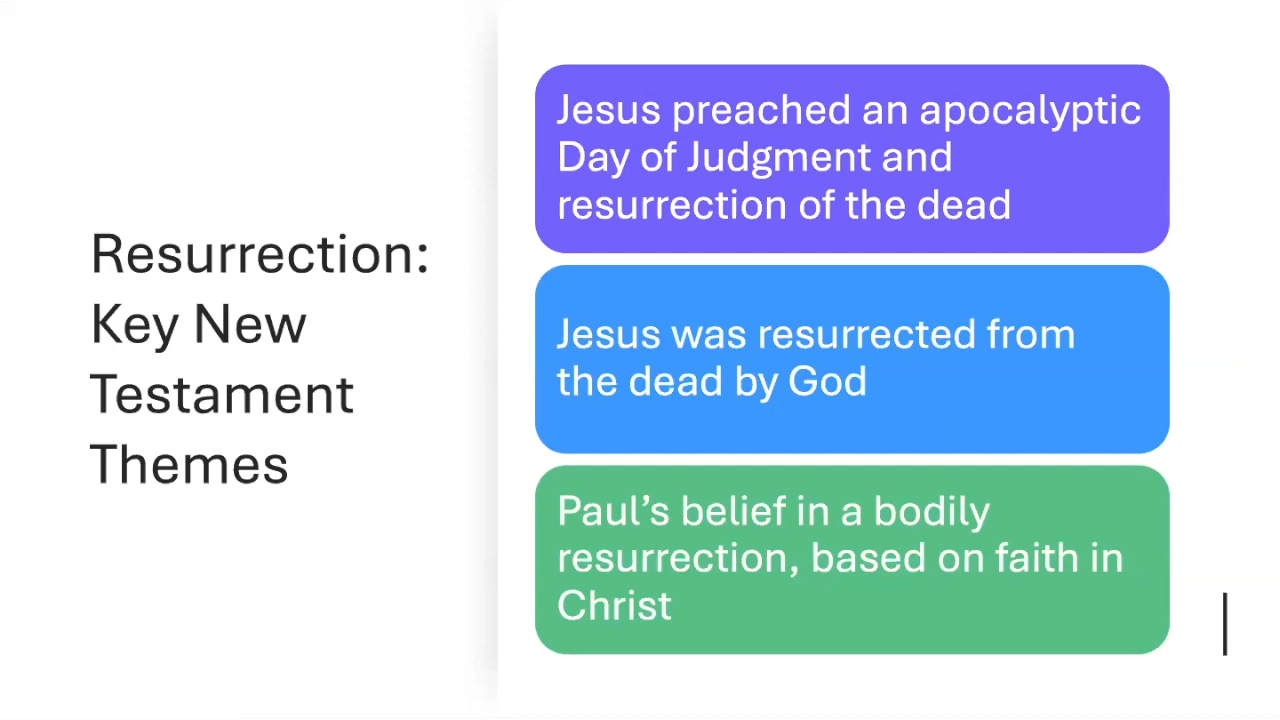 Resurrection:
Key New
Testament
Themes
Jesus preached an apocalyptic
Day of Judgment and
resurrection of the dead
Jesus was resurrected from
the dead by God
Paul’s belief in a bodily
resurrection, based on faith in
Christ